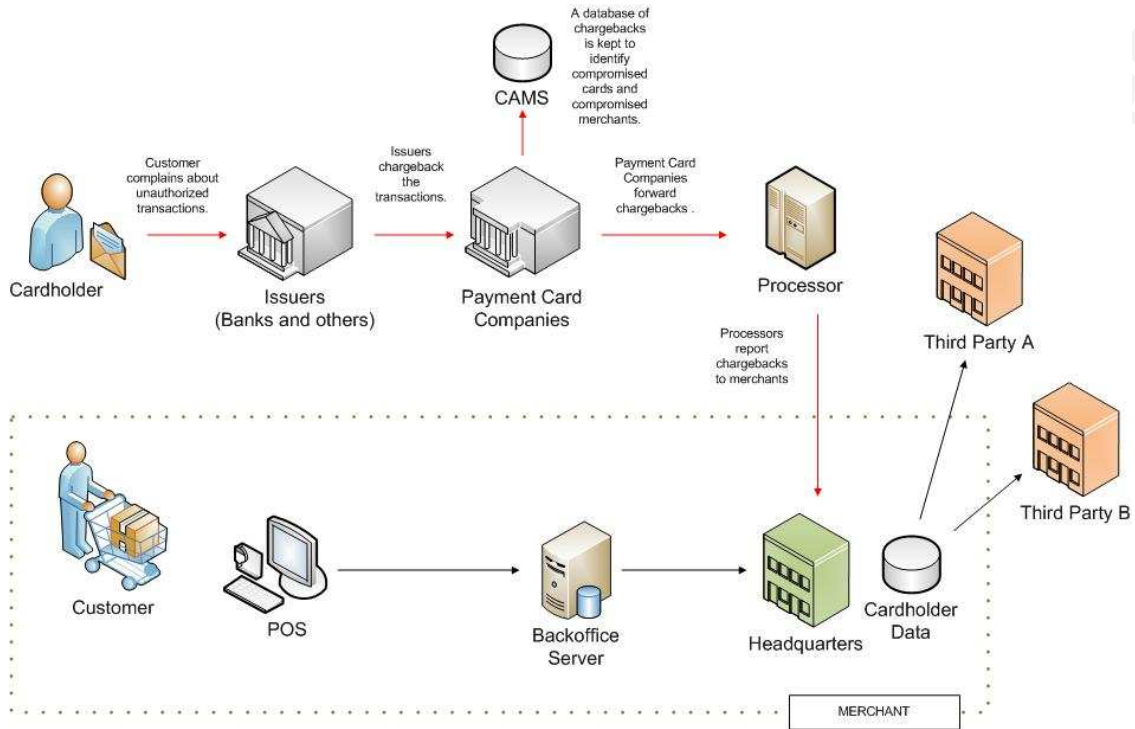 A database of
chargebacks
is kept to
identify
compromised
cards and
compromised
merchants.
CAMS
Customer
complains about
unauthorized
transactions.
Issuers
chargeback
the
transactions.
Payment Card
Companies
forward
chargebacks .
Cardholder
Issuers
(Banks and others)
Payment Card
Companies
Processor
Third Party A
Processors
report
chargebacks
to merchants
Third Party B
Customer
POS
Backoffice
Server
Headquarters
Cardholder
Data
MERCHANT